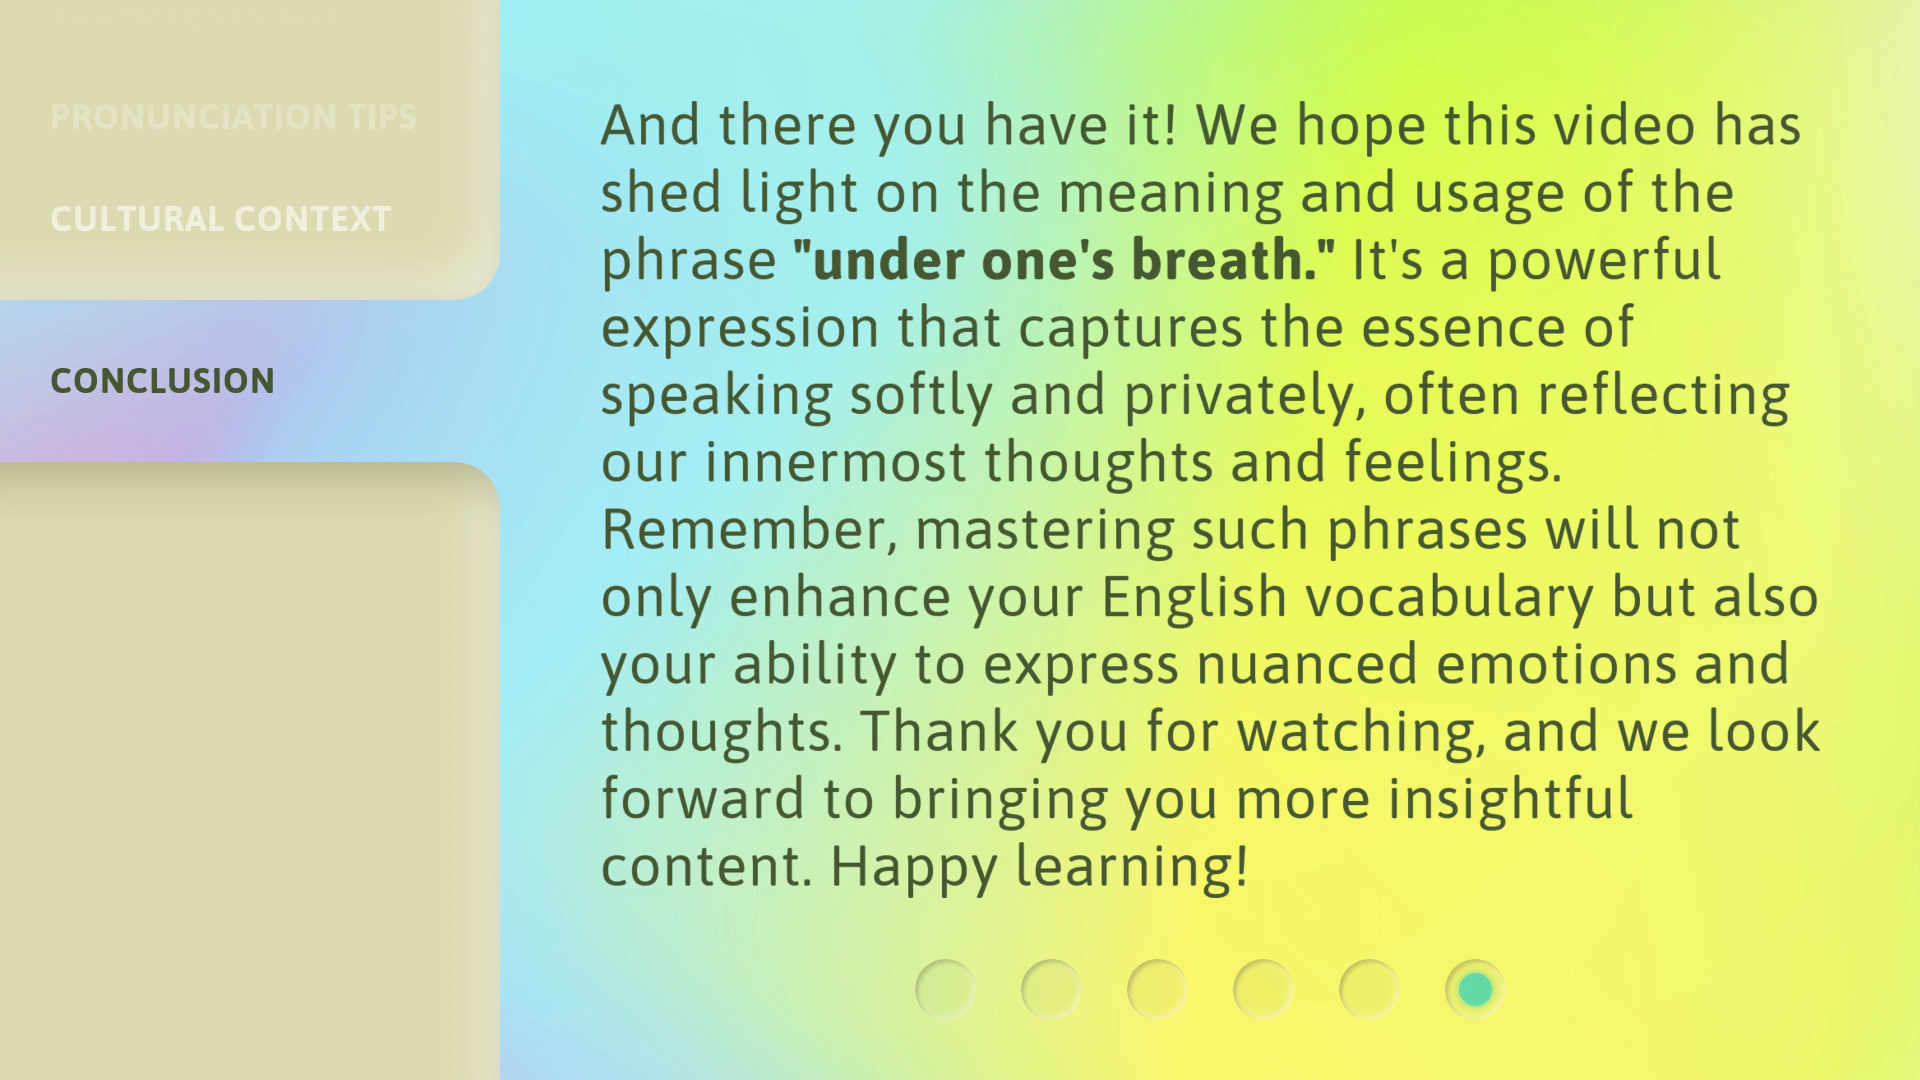 PRONUNCIATION TIPS
CULTURAL CONTEXT
CONCLUSION
And there you have it! We hope this video has
shed light on the meaning and usage of the
phrase "under one's breath." It's a powerful
expression that captures the essence of
speaking softly and privately, often reflecting
our innermost thoughts and feelings.
Remember, mastering such phrases will not
only enhance your English vocabulary but also
your ability to express nuanced emotions and
thoughts. Thank you for watching, and we look
forward to bringing you more insightful
content. Happy learning!